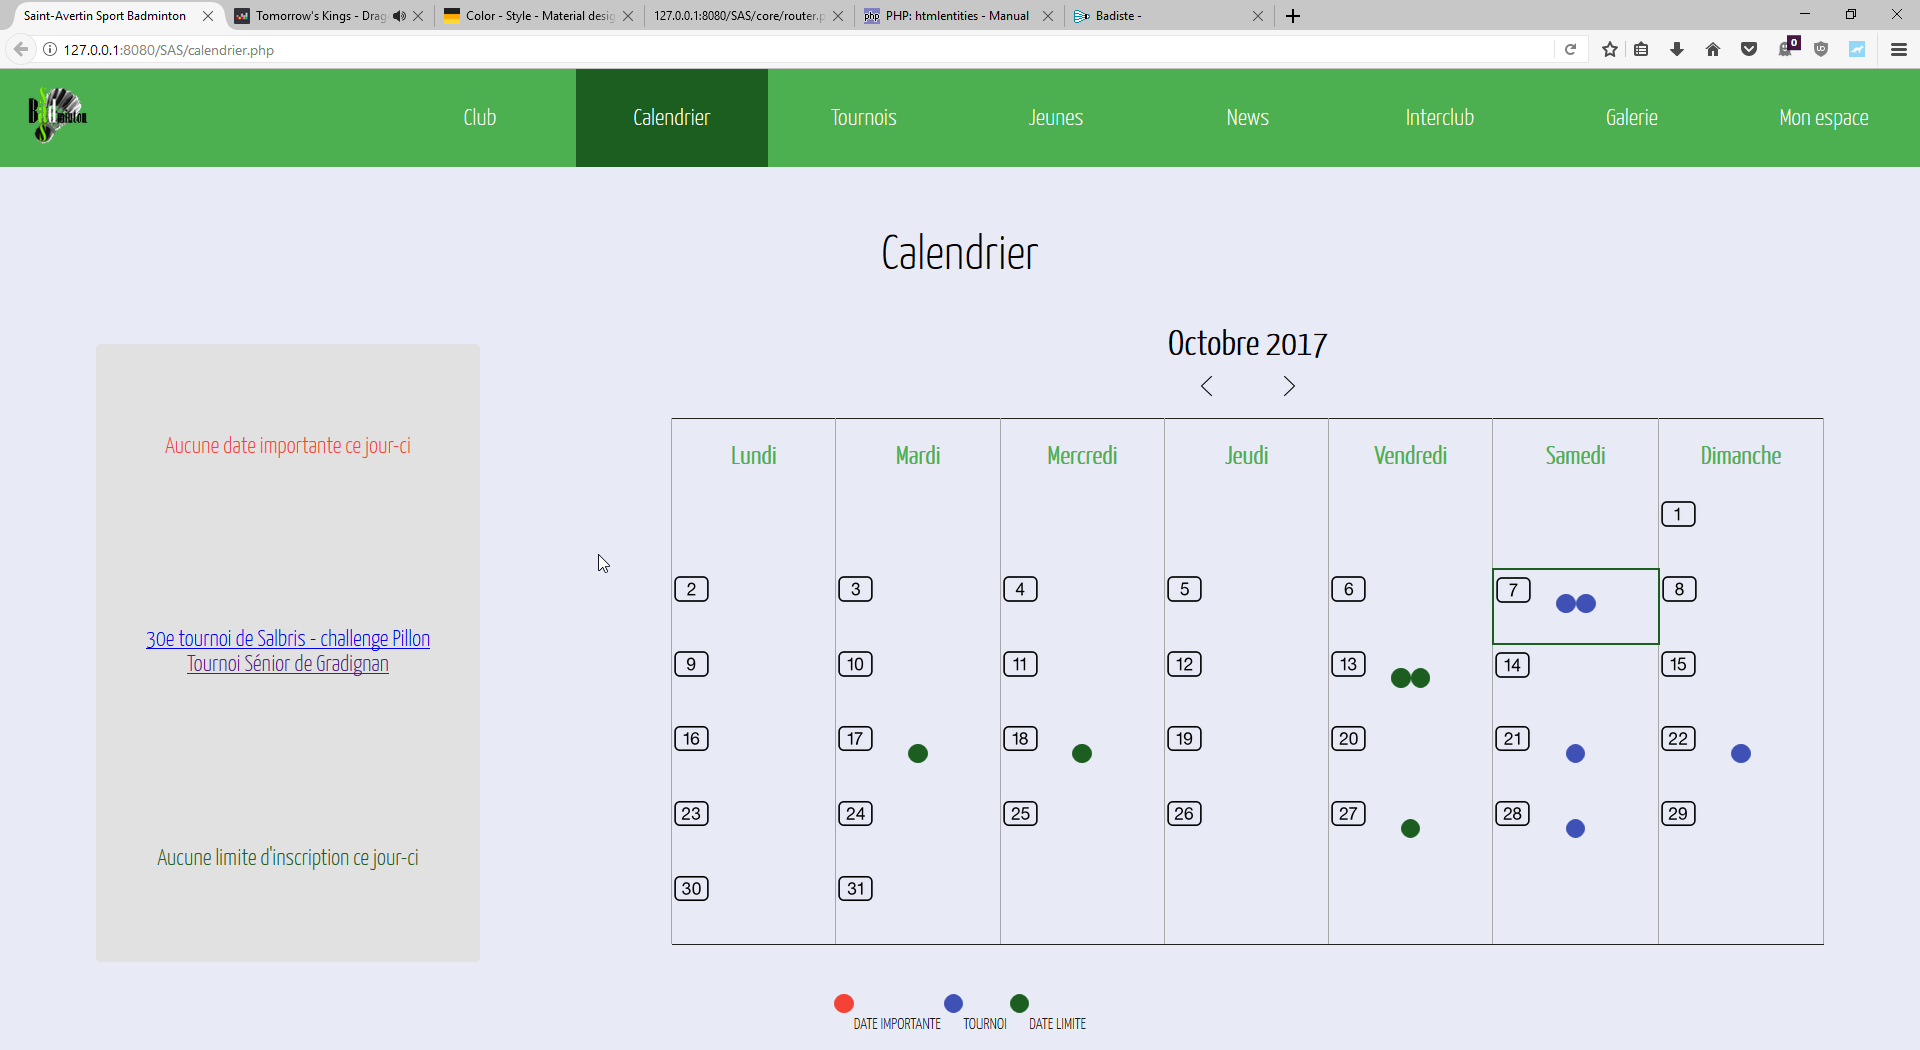 Saint-Avertin Sport Badminton
Tomorrow's Kings - Drag
Color - Style - Material desig
127.0.0.1:8080/SAS/core/router.p
php PHP: htmlentities - Manual
Badiste -
127.0.0.1:8080/SAS/calendrier.php
0
Badminton
Club
Calendrier
Tournois
Jeunes
News
Interclub
Galerie
Mon espace
Calendrier
Octobre 2017
Aucune date importante ce jour-ci
30e tournoi de Salbris - challenge Pillon
Tournoi Sénior de Gradignan
Aucune limite d'inscription ce jour-ci
Lundi Mardi Mercredi Jeudi Vendredi Samedi Dimanche
1
2 3 4 5 6 7 8
9 10 11 12 13 14 15
16 17 18 19 20 21 22
23 24 25 26 27 28 29
30 31
DATE IMPORTANTE TOURNOI DATE LIMITE